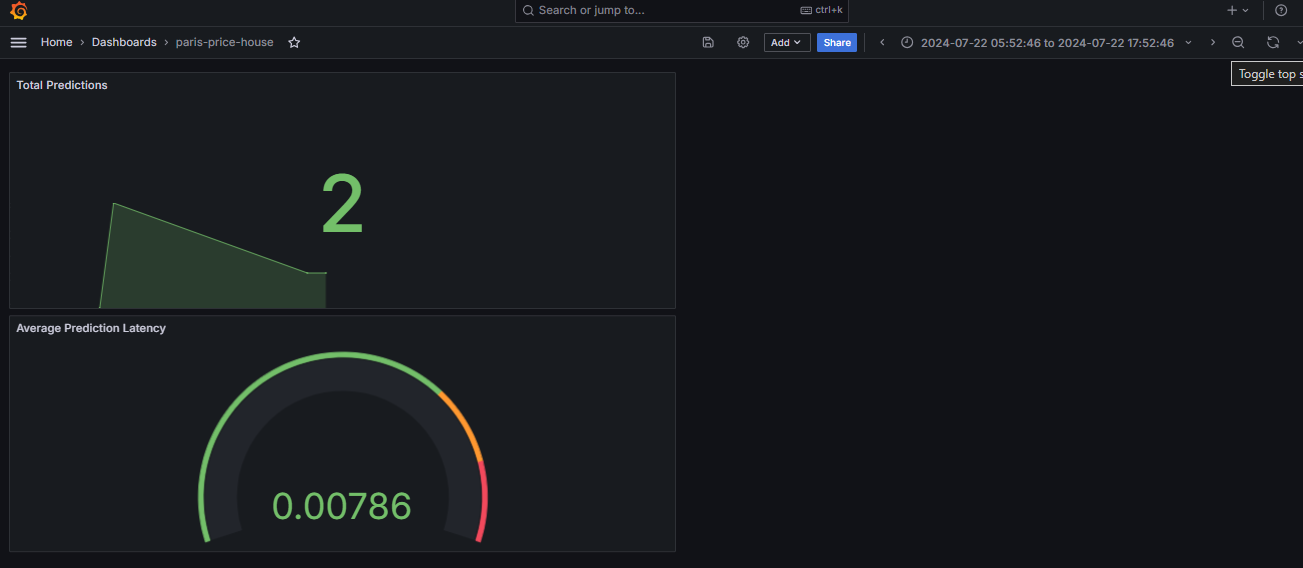 Search or jump to... ctrl+k
Home › Dashboards › paris-price-house
Add
Share
2024-07-22 05:52:46 to 2024-07-22 17:52:46
Toggle top s
Total Predictions
2
Average Prediction Latency
0.00786